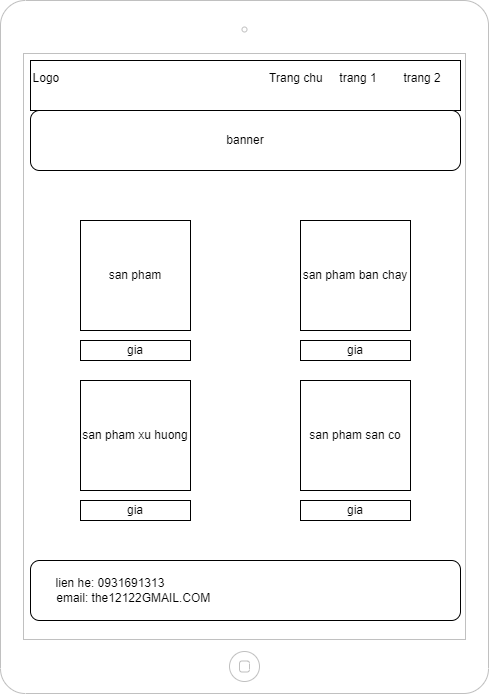 Logo Trang chu trang 1 trang 2
banner
san pham san pham ban chay
gia gia
san pham xu huong san pham san co
gia gia
lien he: 0931691313
email: the12122GMAIL.COM